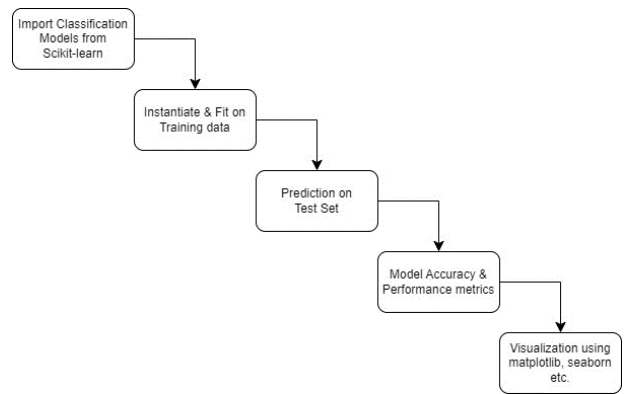 Import Classification
Models from
Scikit-learn
Instantiate & Fit on
Training data
Prediction on
Test Set
Model Accuracy &
Performance metrics
Visualization using
matplotlib, seaborn
etc.